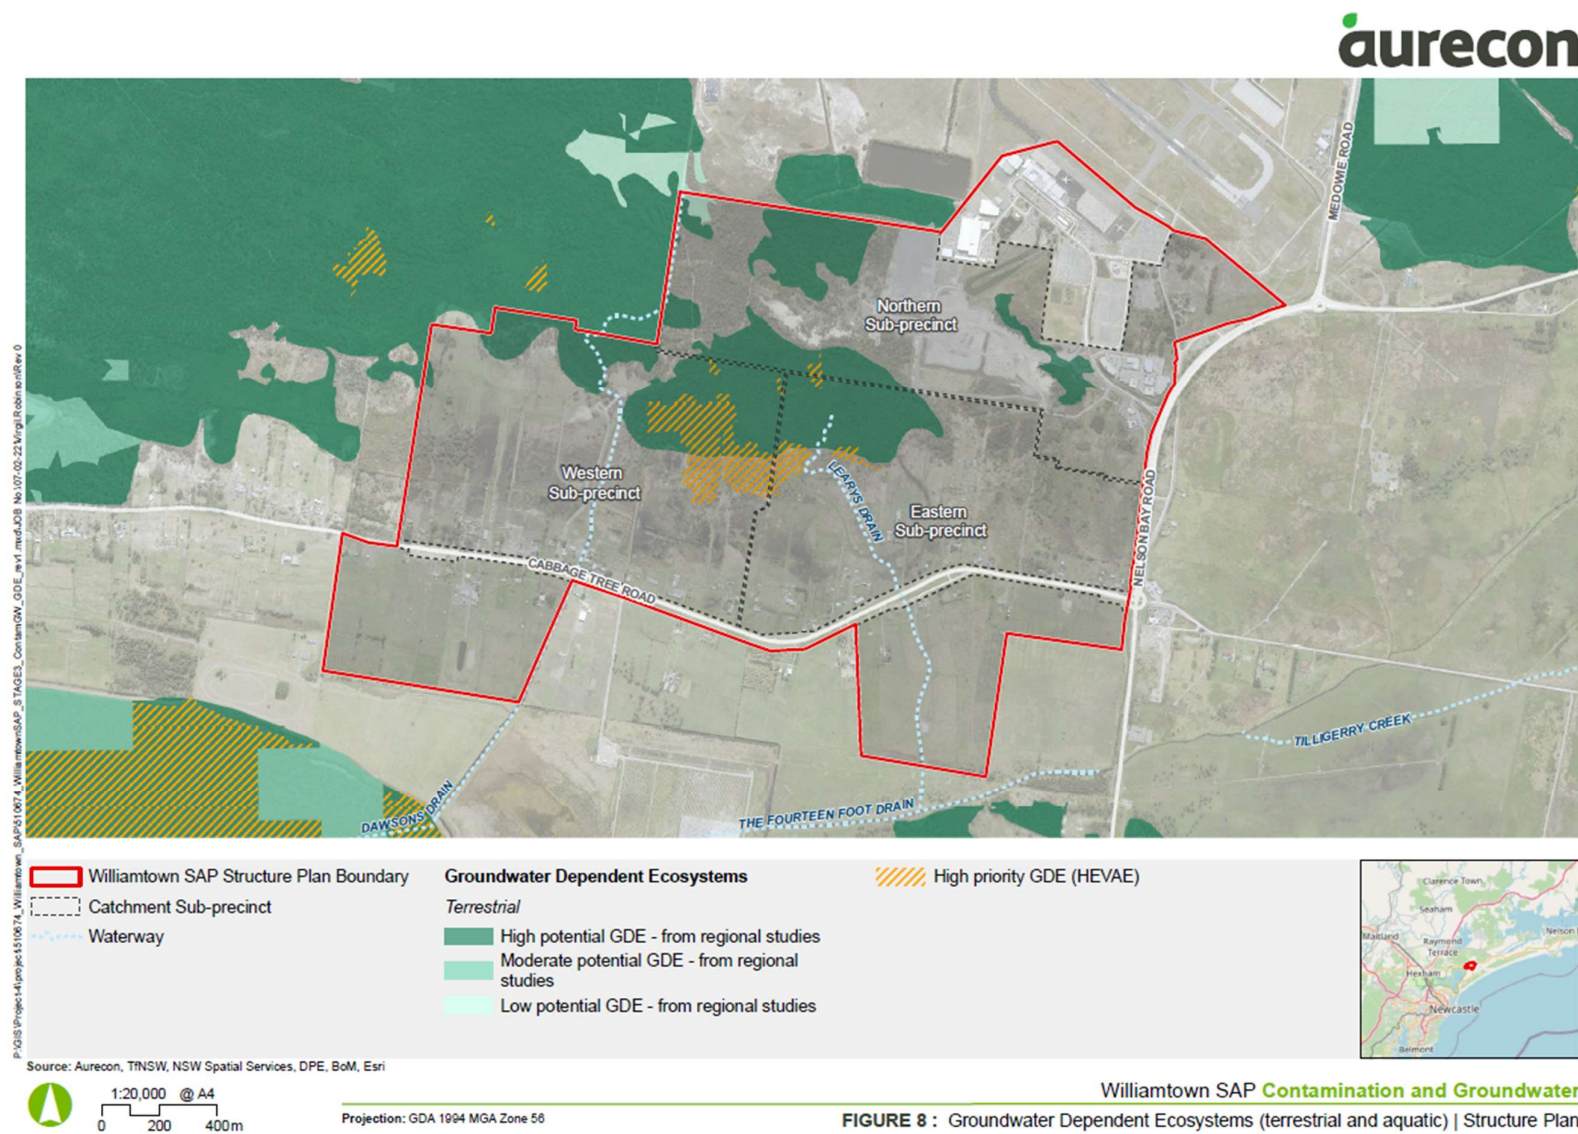 aurecon
MEDOWIE ROAD
Northern
Sub-precinct
Western
Sub-precinct
LEARYS DRAIN
Eastern
Sub-precinct
NELSON BAY ROAD
CABBAGE TREE ROAD
TILLIGERRY CREEK
DAWSONS DRAIN
THE FOURTEEN FOOT DRAIN
Williamtown SAP Structure Plan Boundary
Catchment Sub-precinct
Waterway
Groundwater Dependent Ecosystems
Terrestrial
High potential GDE - from regional studies
Moderate potential GDE - from regional
studies
Low potential GDE - from regional studies
High priority GDE (HEVAE)
Clarence Town
Seaham
Maitland
Raymond
Terrace
Nelson
Hexham
Newcastle
Belmont
Source: Aurecon, TfNSW, NSW Spatial Services, DPE, BoM, Esri
1:20,000 @ A4
0 200 400m
Projection: GDA 1994 MGA Zone 56
Williamtown SAP Contamination and Groundwater
FIGURE 8 : Groundwater Dependent Ecosystems (terrestrial and aquatic) | Structure Plan